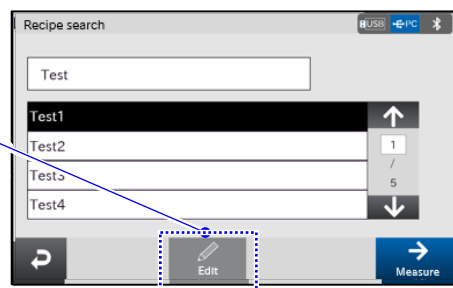 Recipe search
USB PC
Test
Test1
Test2
Test3
Test4
1
/
5
Edit
Measure